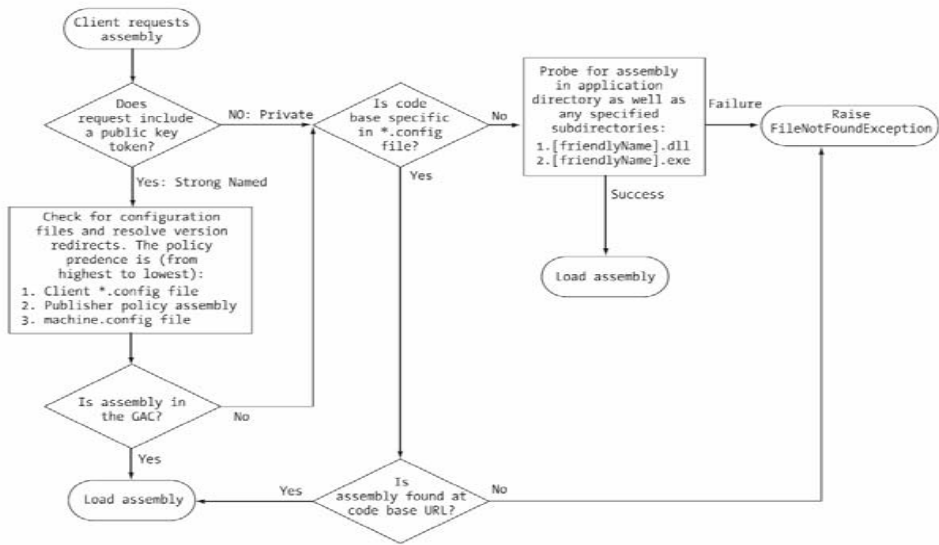 Client requests
assembly
Does
request include
a public key
token?
NO: Private
Yes: Strong Named
Check for configuration
files and resolve version
redirects. The policy
predence is (from
highest to lowest):
1. Client *.config file
2. Publisher policy assembly
3. machine.config file
Is assembly in
the GAC?
No
Yes
Load assembly
Is code
base specific
in *.config
file?
No
Yes
Probe for assembly
in application
directory as well as
any specified
subdirectories:
1.[friendlyName].dll
2.[friendlyName].exe
Failure
Raise
FileNotFoundException
Success
Load assembly
Is
assembly found at
code base URL?
Yes
No